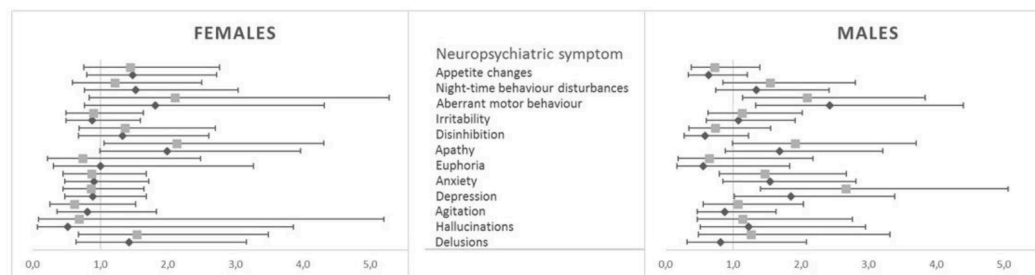 FEMALES
Neuropsychiatric symptom
Appetite changes
Night-time behaviour disturbances
Aberrant motor behaviour
Irritability
Disinhibition
Apathy
Euphoria
Anxiety
Depression
Agitation
Hallucinations
Delusions
MALES
0,0 1,0 2,0 3,0 4,0 5,0
0,0 1,0 2,0 3,0 4,0 5,0